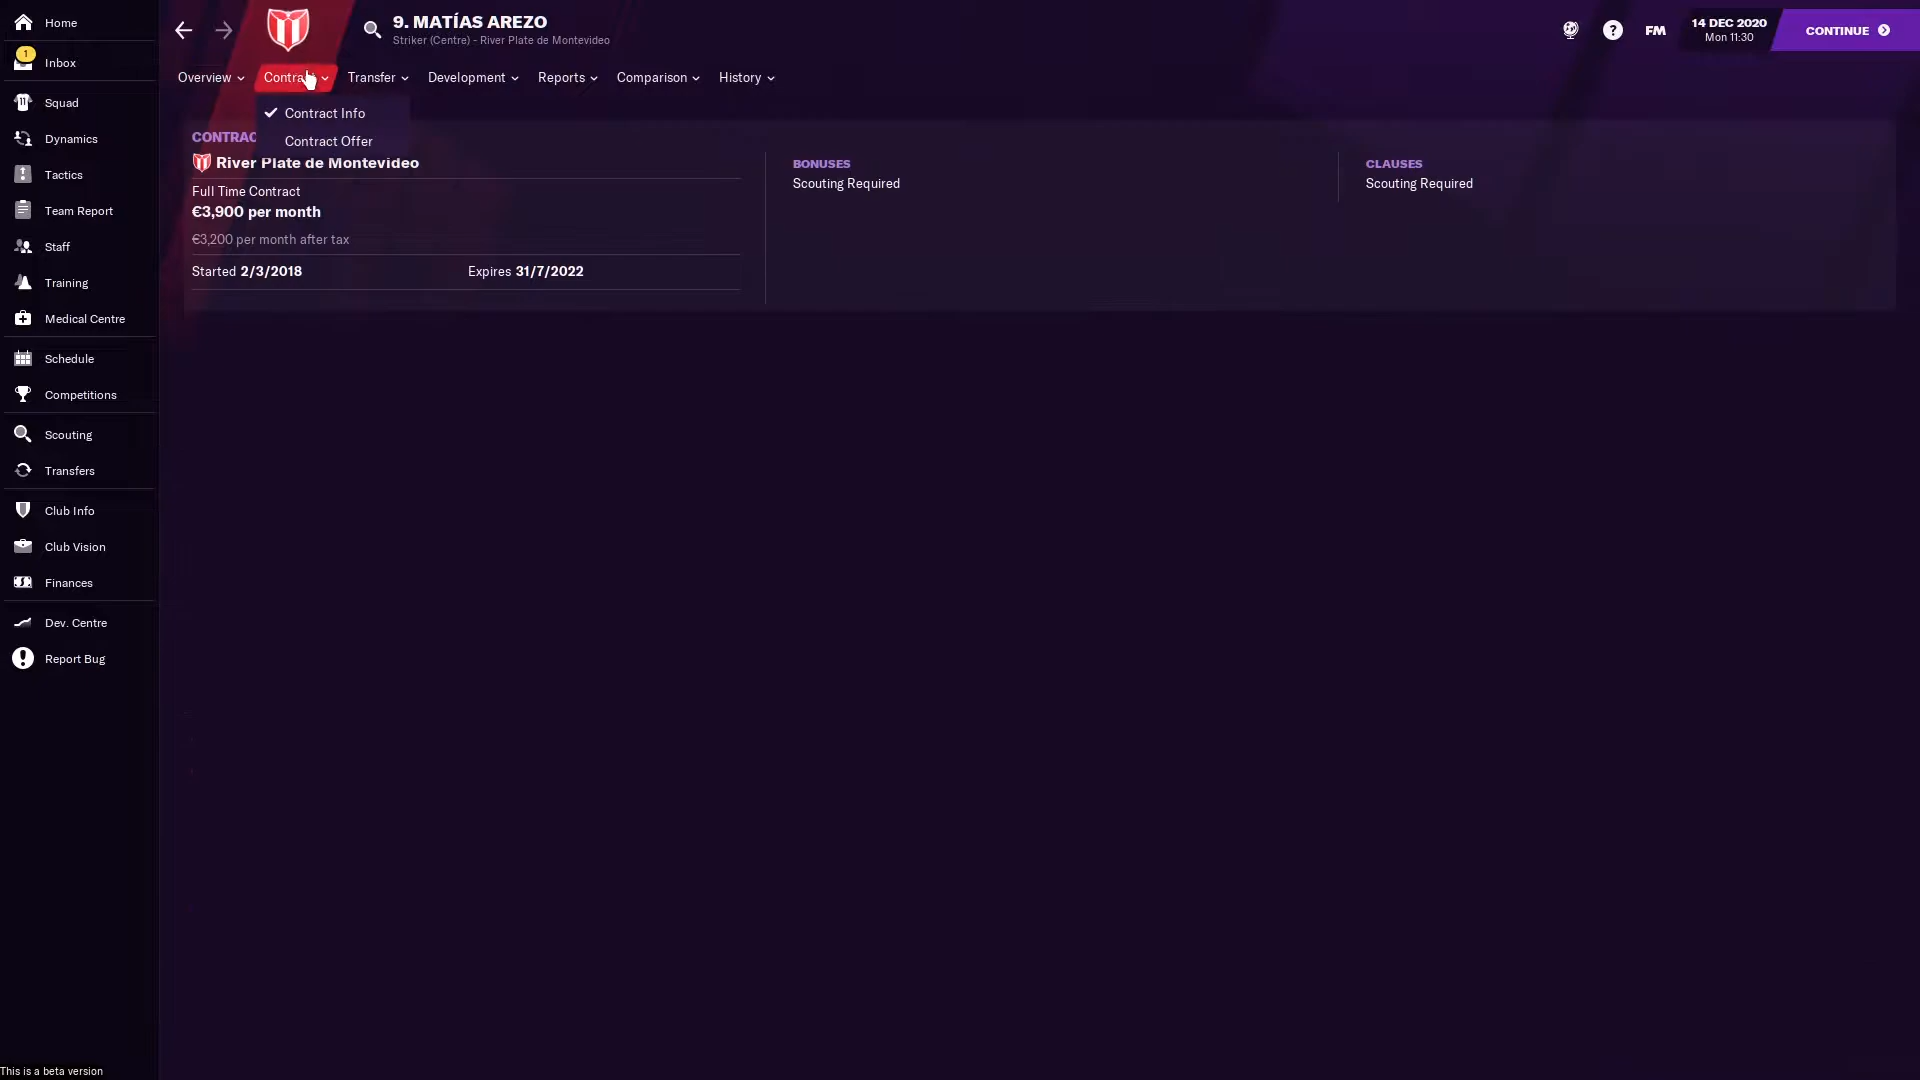 Home
1
Inbox
Squad
Dynamics
Tactics
Team Report
Staff
Training
Medical Centre
Schedule
Competitions
Scouting
Transfers
Club Info
Club Vision
Finances
Dev. Centre
Report Bug
This is a beta version
9. MATÍAS AREZO
Striker (Centre) - River Plate de Montevideo
FM
14 DEC 2020
Mon 11:30
CONTINUE
Overview
Transfer
Development
Reports
Comparison
History
Contract Info
Contract Offer
River Plate de Montevideo
Full Time Contract
€3,900 per month
€3,200 per month after tax
Started 2/3/2018
Expires 31/7/2022
BONUSES
Scouting Required
CLAUSES
Scouting Required